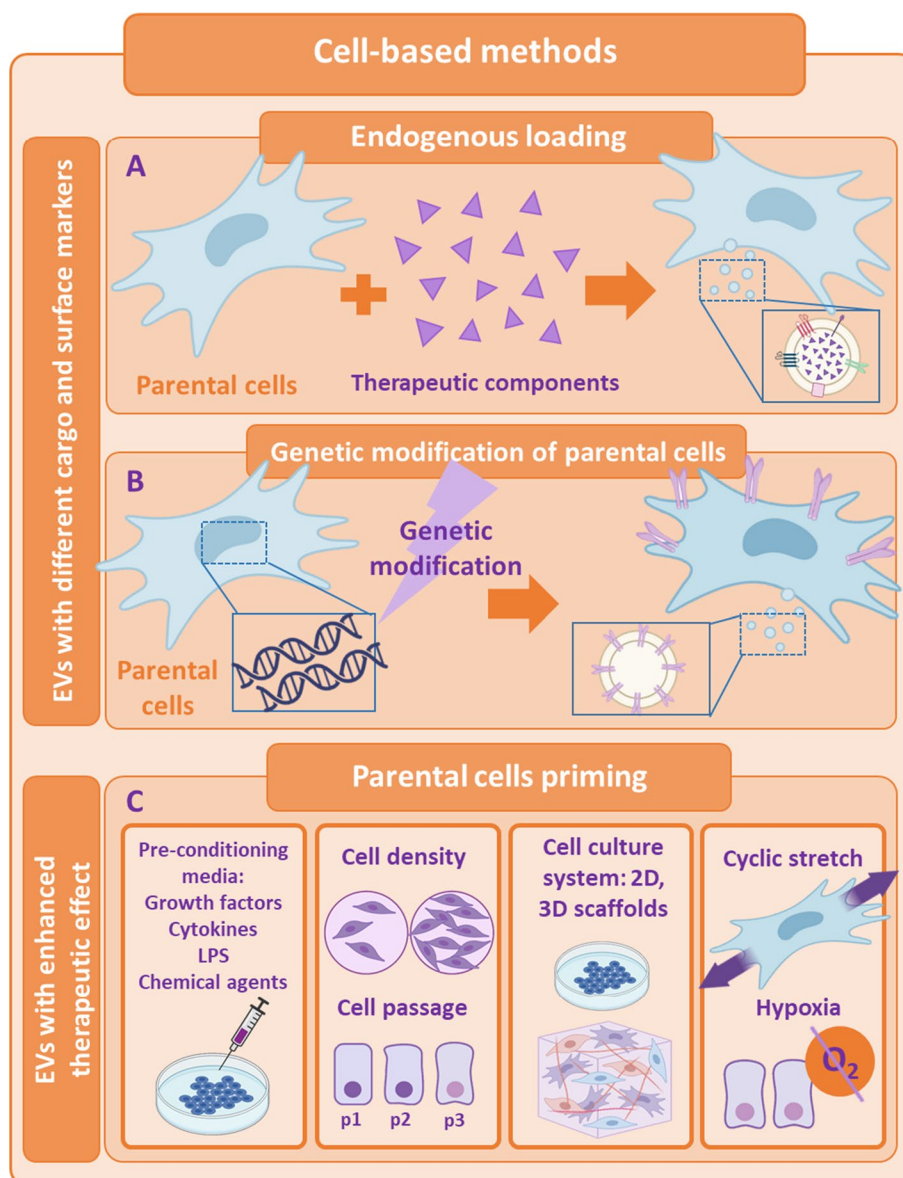 Cell-based methods
EVs with different cargo and surface markers
Endogenous loading
A
Parental cells
Therapeutic components
Genetic modification of parental cells
B
Genetic
modification
Parental
cells
EVs with enhanced
therapeutic effect
Parental cells priming
C
Pre-conditioning
media:
Growth factors
Cytokines
LPS
Chemical agents
Cell density
Cell passage
p1 p2 p3
Cell culture
system: 2D,
3D scaffolds
Cyclic stretch
Hypoxia
O2